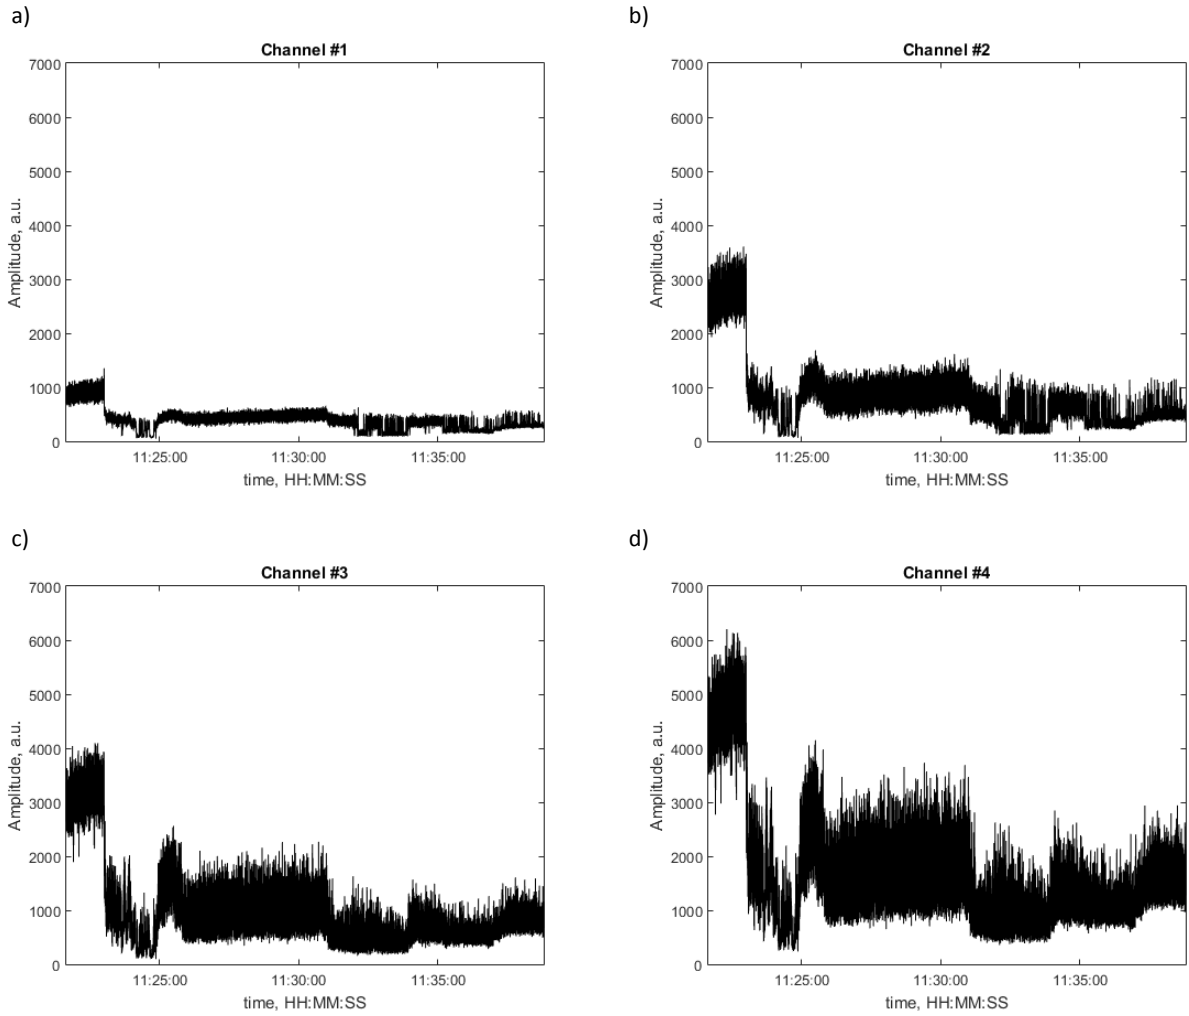 a)
Channel #1
7000
6000
5000
4000
3000
2000
1000
0
Amplitude, a.u.
11:25:00 11:30:00 11:35:00
time, HH:MM:SS
b)
Channel #2
7000
6000
5000
4000
3000
2000
1000
0
Amplitude, a.u.
11:25:00 11:30:00 11:35:00
time, HH:MM:SS
c)
Channel #3
7000
6000
5000
4000
3000
2000
1000
0
Amplitude, a.u.
11:25:00 11:30:00 11:35:00
time, HH:MM:SS
d)
Channel #4
7000
6000
5000
4000
3000
2000
1000
0
Amplitude, a.u.
11:25:00 11:30:00 11:35:00
time, HH:MM:SS